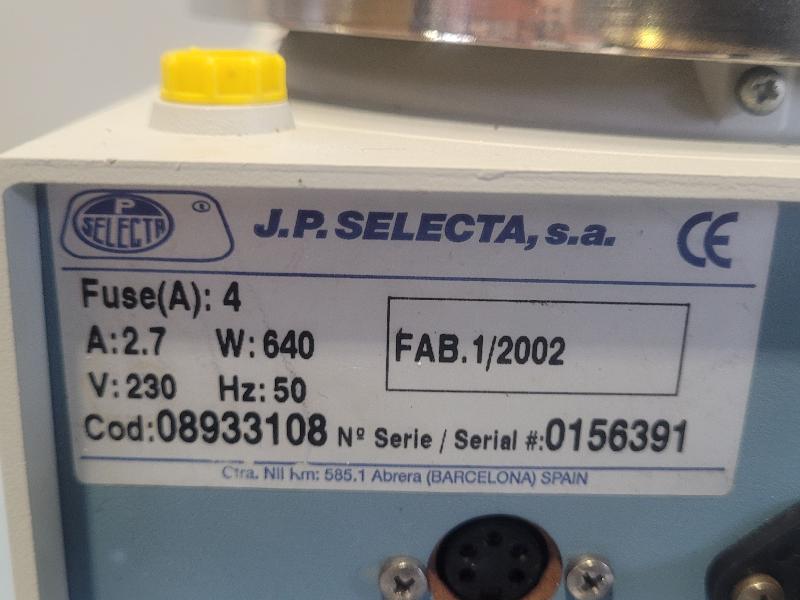 P
SELECTA
®
J.P. SELECTA, s.a.
CE
Fuse(A): 4
A: 2.7 W: 640
V: 230 Hz: 50
FAB.1/2002
Cod:08933108 Nº Serie / Serial #:0156391
Ctra. NII Km: 585.1 Abrera (BARCELONA) SPAIN